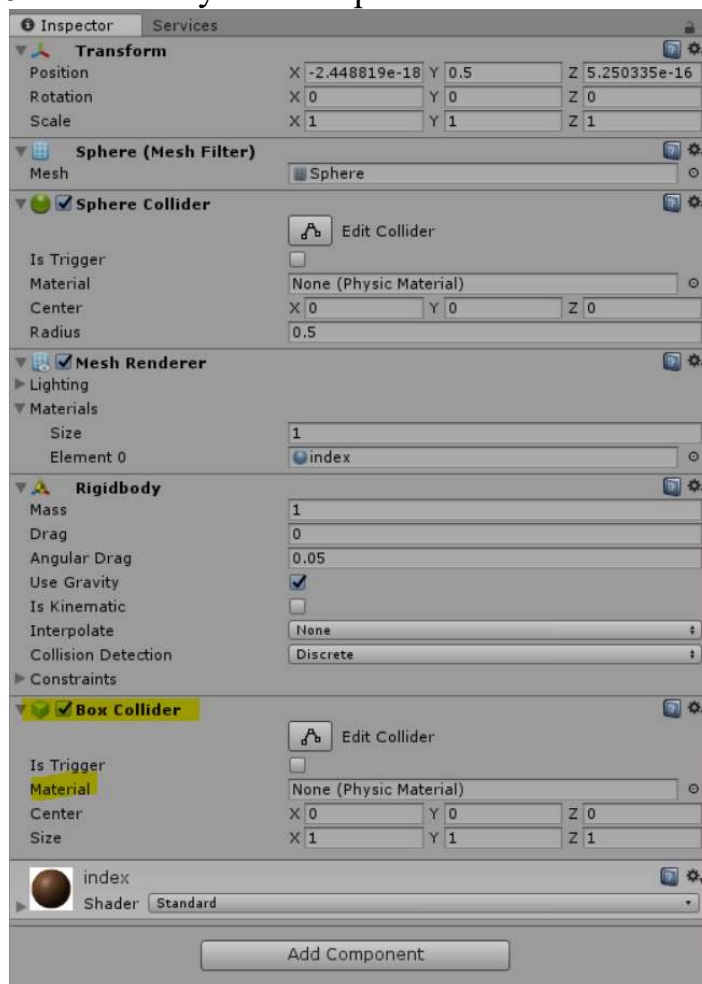 Inspector Services
Transform
Position X -2.448819e-18 Y 0.5 Z 5.250335e-16
Rotation X 0 Y 0 Z 0
Scale X 1 Y 1 Z 1
Sphere (Mesh Filter)
Mesh Sphere
Sphere Collider
Edit Collider
Is Trigger
Material None (Physic Material)
Center X 0 Y 0 Z 0
Radius 0.5
Mesh Renderer
Lighting
Materials
Size 1
Element 0 index
Rigidbody
Mass 1
Drag 0
Angular Drag 0.05
Use Gravity
Is Kinematic
Interpolate None
Collision Detection Discrete
Constraints
Box Collider
Edit Collider
Is Trigger
Material None (Physic Material)
Center X 0 Y 0 Z 0
Size X 1 Y 1 Z 1
index
Shader Standard
Add Component